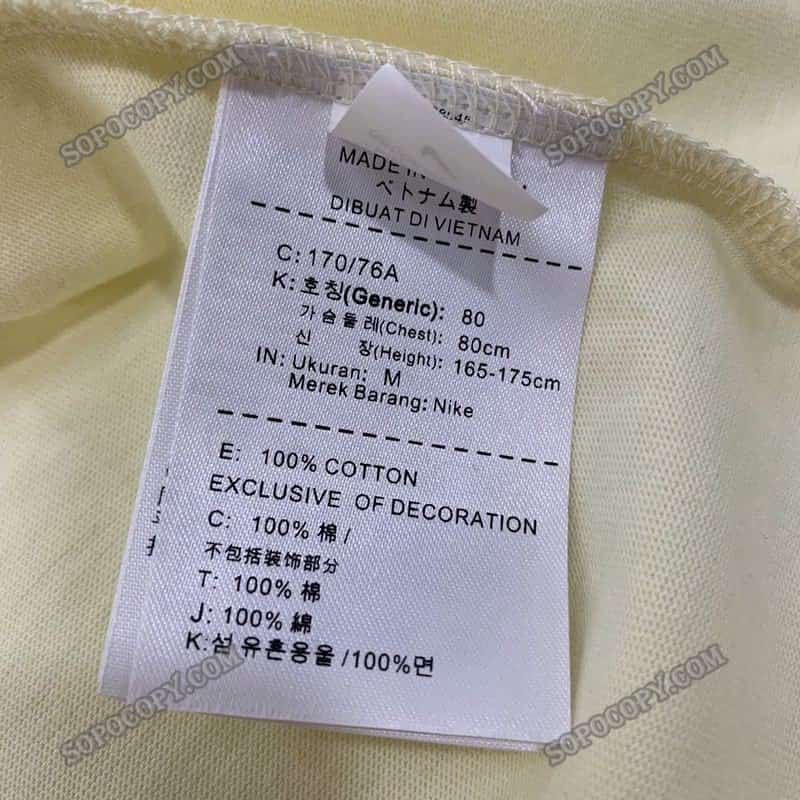 SOPOCOPY.COM
SOPOCOPY.COM
MADE IN
ベトナム製
DIBUAT DI VIETNAM
C: 170/76A
K: 호칭(Generic): 80
가슴둘레(Chest): 80cm
신 장(Height): 165-175cm
IN: Ukuran: M
Merek Barang: Nike
E: 100% COTTON
EXCLUSIVE OF DECORATION
C: 100% 棉 /
不包括装饰部分
T: 100% 棉
J: 100% 綿
K: 섬유혼용율 /100%면
SOPOCOPY.COM
SOPOCOPY.COM